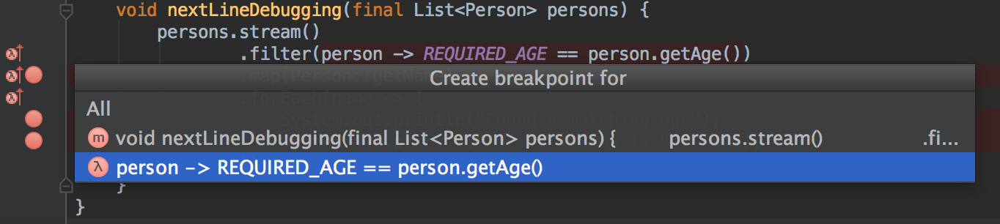 void nextLineDebugging(final List<Person> persons) {
persons.stream()
.filter(person -> REQUIRED_AGE == person.getAge())
Create breakpoint for
All
m void nextLineDebugging(final List<Person> persons) { persons.stream() .fi...
λ person -> REQUIRED_AGE == person.getAge()
}
}